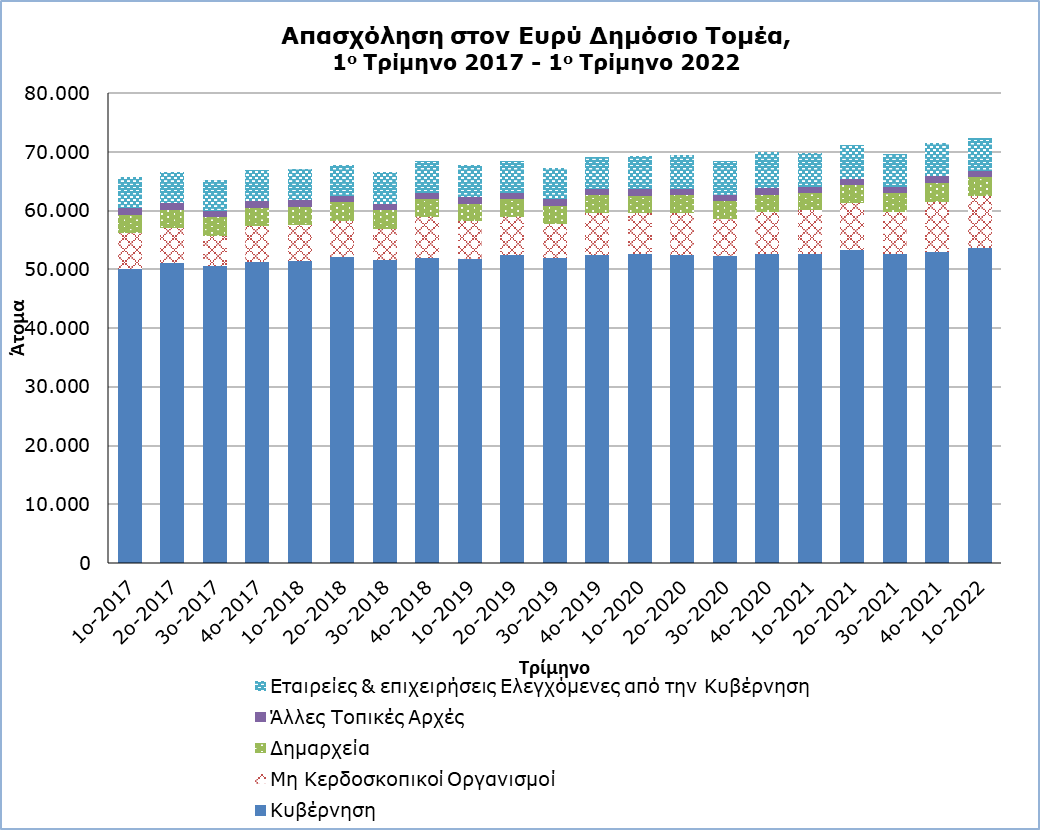 Απασχόληση στον Ευρύ Δημόσιο Τομέα,
1ο Τρίμηνο 2017 - 1ο Τρίμηνο 2022
80.000
70.000
60.000
50.000
40.000
30.000
20.000
10.000
0
Άτομα
1ο-2017
2ο-2017
3ο-2017
4ο-2017
1ο-2018
2ο-2018
3ο-2018
4ο-2018
1ο-2019
2ο-2019
3ο-2019
4ο-2019
1ο-2020
2ο-2020
3ο-2020
4ο-2020
1ο-2021
2ο-2021
3ο-2021
4ο-2021
1ο-2022
Τρίμηνο
Εταιρείες & επιχειρήσεις Ελεγχόμενες από την Κυβέρνηση
Άλλες Τοπικές Αρχές
Δημαρχεία
Μη Κερδοσκοπικοί Οργανισμοί
Κυβέρνηση